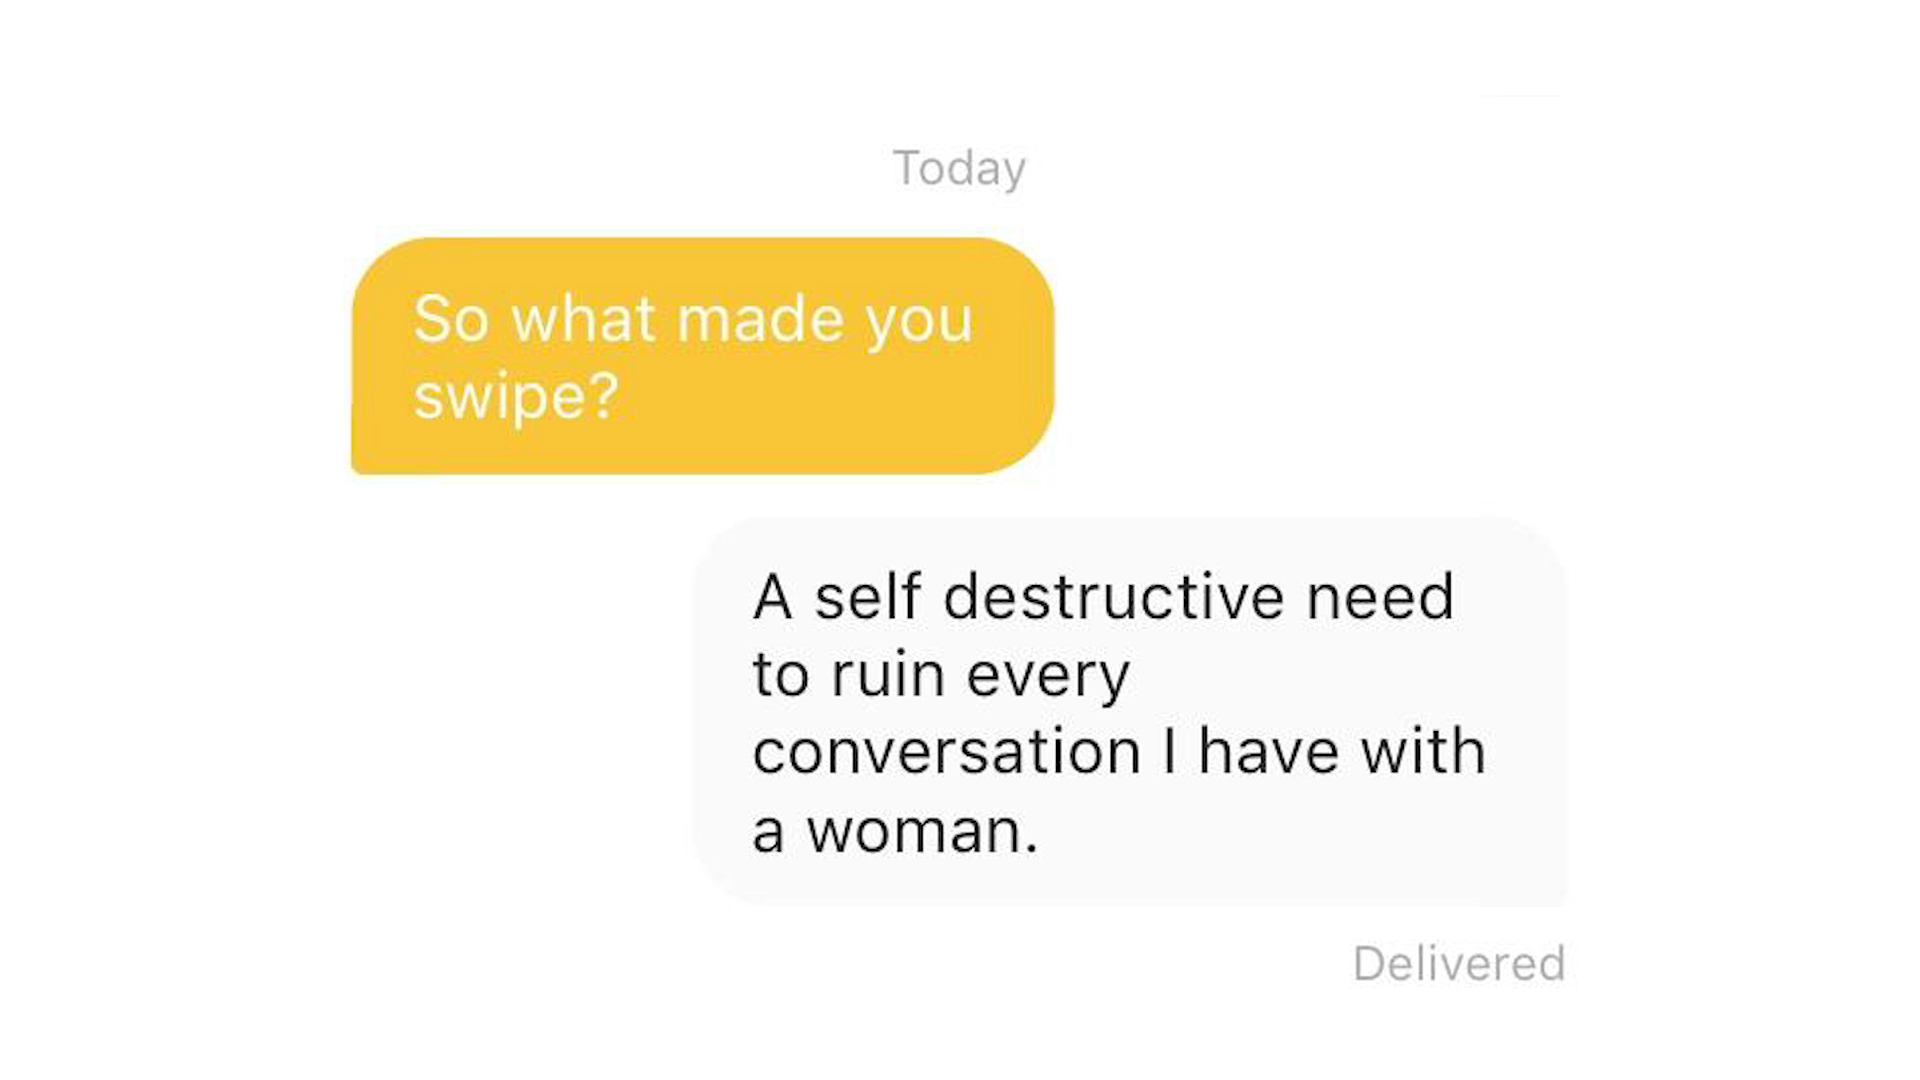 Today
So what made you
swipe?
A self destructive need
to ruin every
conversation I have with
a woman.
Delivered